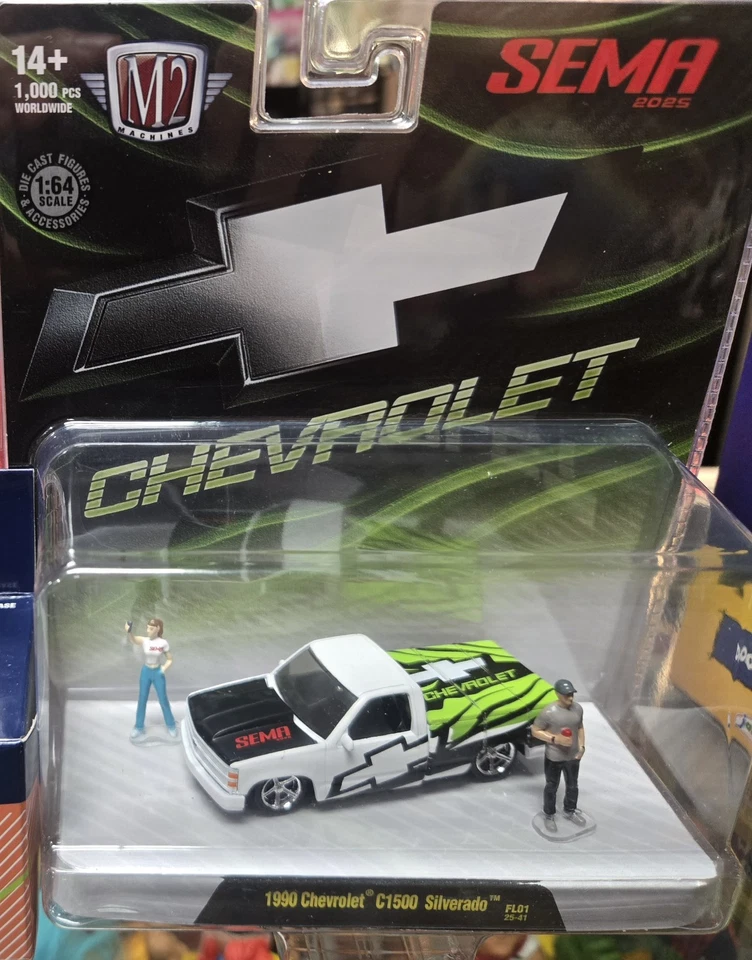 14+
1,000 PCS
WORLDWIDE
M2
MACHINES
SEMA
2025
DIE CAST FIGURES
& ACCESSORIES
1:64
SCALE
CHEVROLET
CHEVROLET
SEMA
1990 Chevrolet® C1500 Silverado™
FL01
25-41